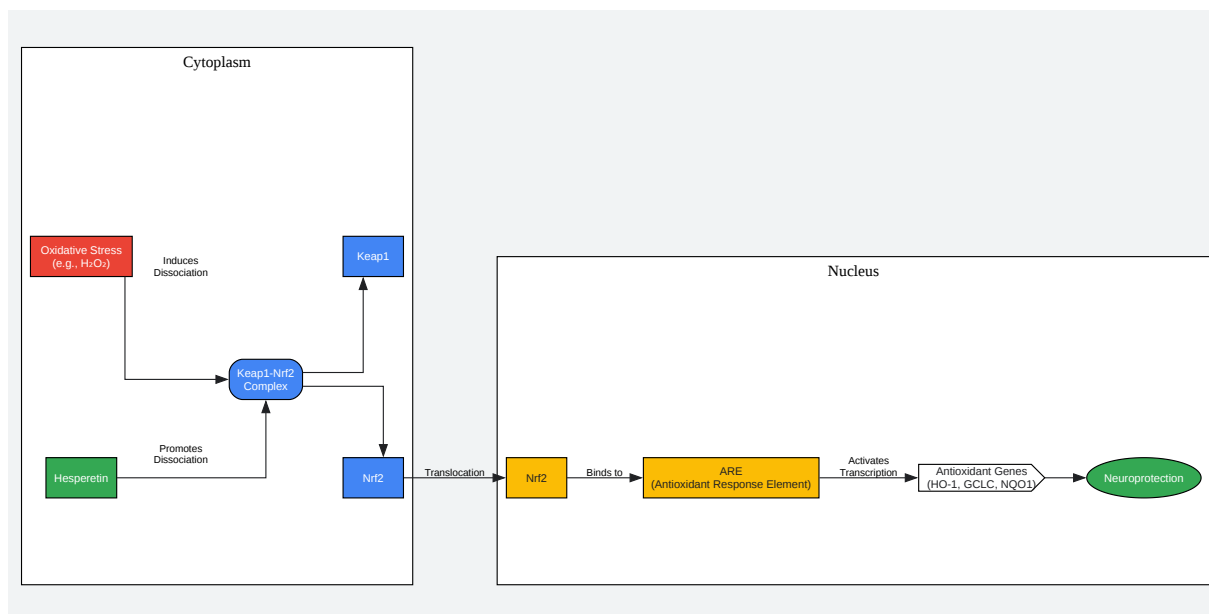 Cytoplasm
Oxidative Stress
(e.g., H₂O₂)
Induces
Dissociation
Keap1
Keap1-Nrf2
Complex
Promotes
Dissociation
Hesperetin
Nrf2
Translocation
Nucleus
Nrf2
Binds to
ARE
(Antioxidant Response Element)
Activates
Transcription
Antioxidant Genes
(HO-1, GCLC, NQO1)
Neuroprotection